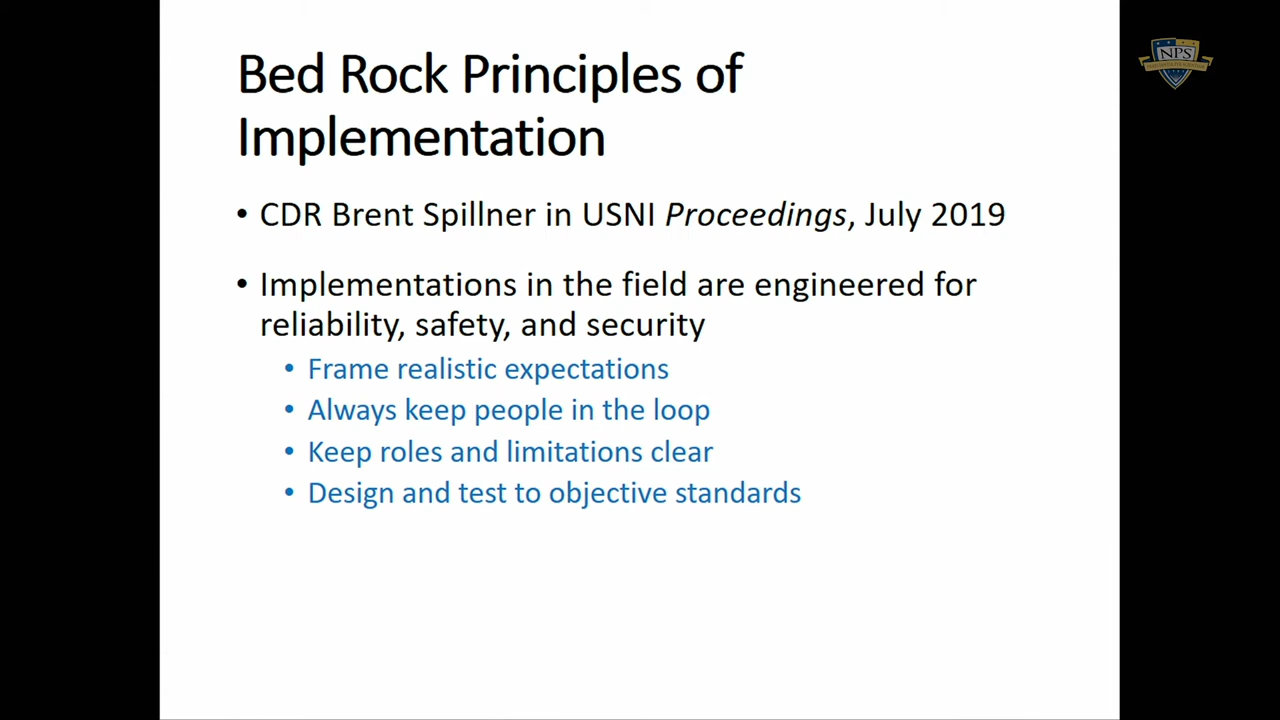 Bed Rock Principles of
Implementation
• CDR Brent Spillner in USNI Proceedings, July 2019
• Implementations in the field are engineered for
reliability, safety, and security
• Frame realistic expectations
• Always keep people in the loop
• Keep roles and limitations clear
• Design and test to objective standards
NPS